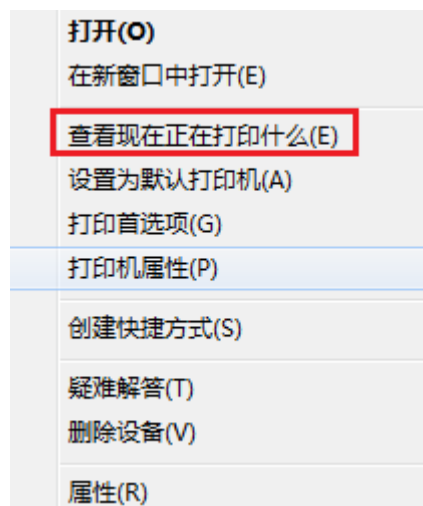 打开(O)
在新窗口中打开(E)
查看现在正在打印什么(E)
设置为默认打印机(A)
打印首选项(G)
打印机属性(P)
创建快捷方式(S)
疑难解答(T)
删除设备(V)
属性(R)